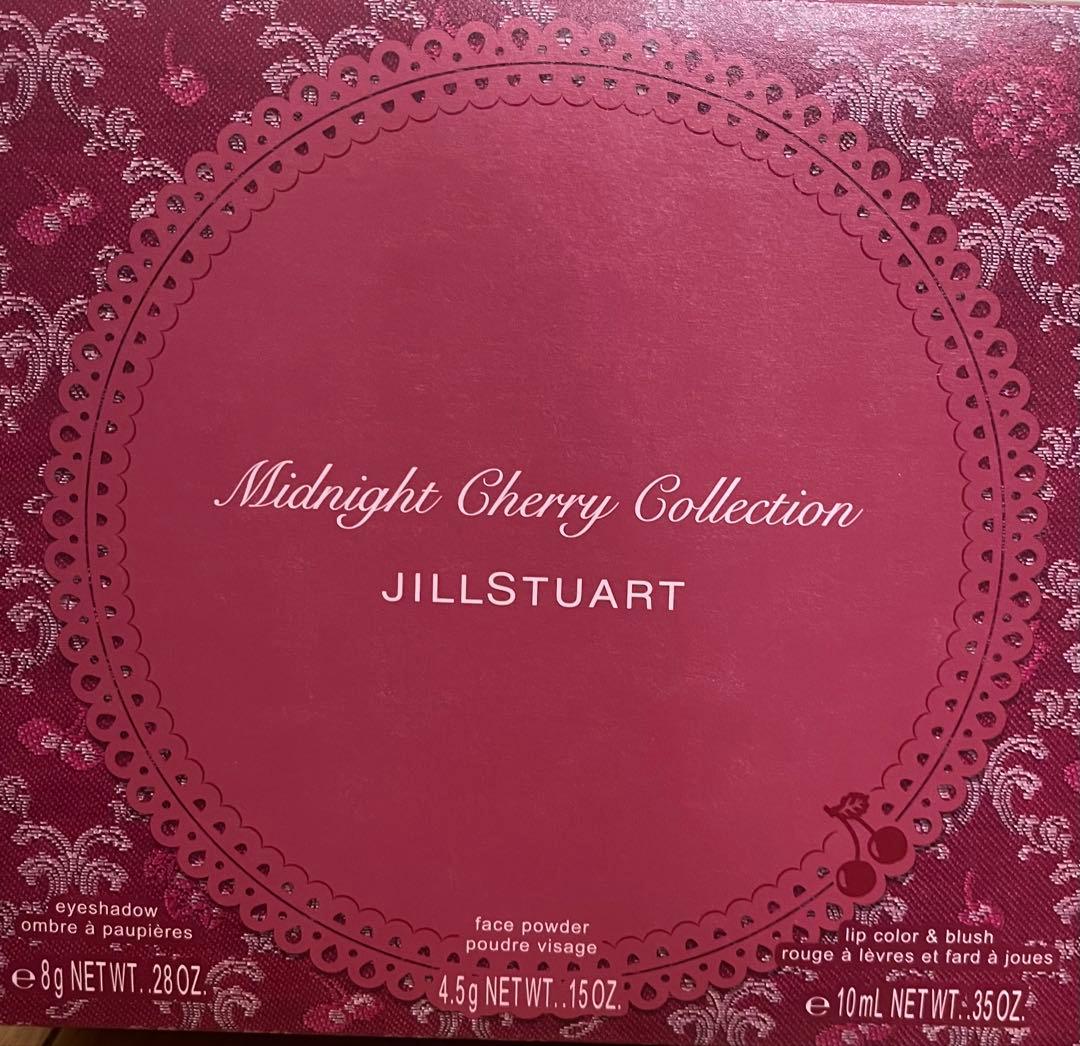 Midnight Cherry Collection
JILLSTUART
eyeshadow
ombre à paupières
℮ 8g NET WT. .28 OZ.
face powder
poudre visage
4.5g NET WT. .15 OZ.
lip color & blush
rouge à lèvres et fard à joues
℮ 10mL NET WT. .35 OZ.